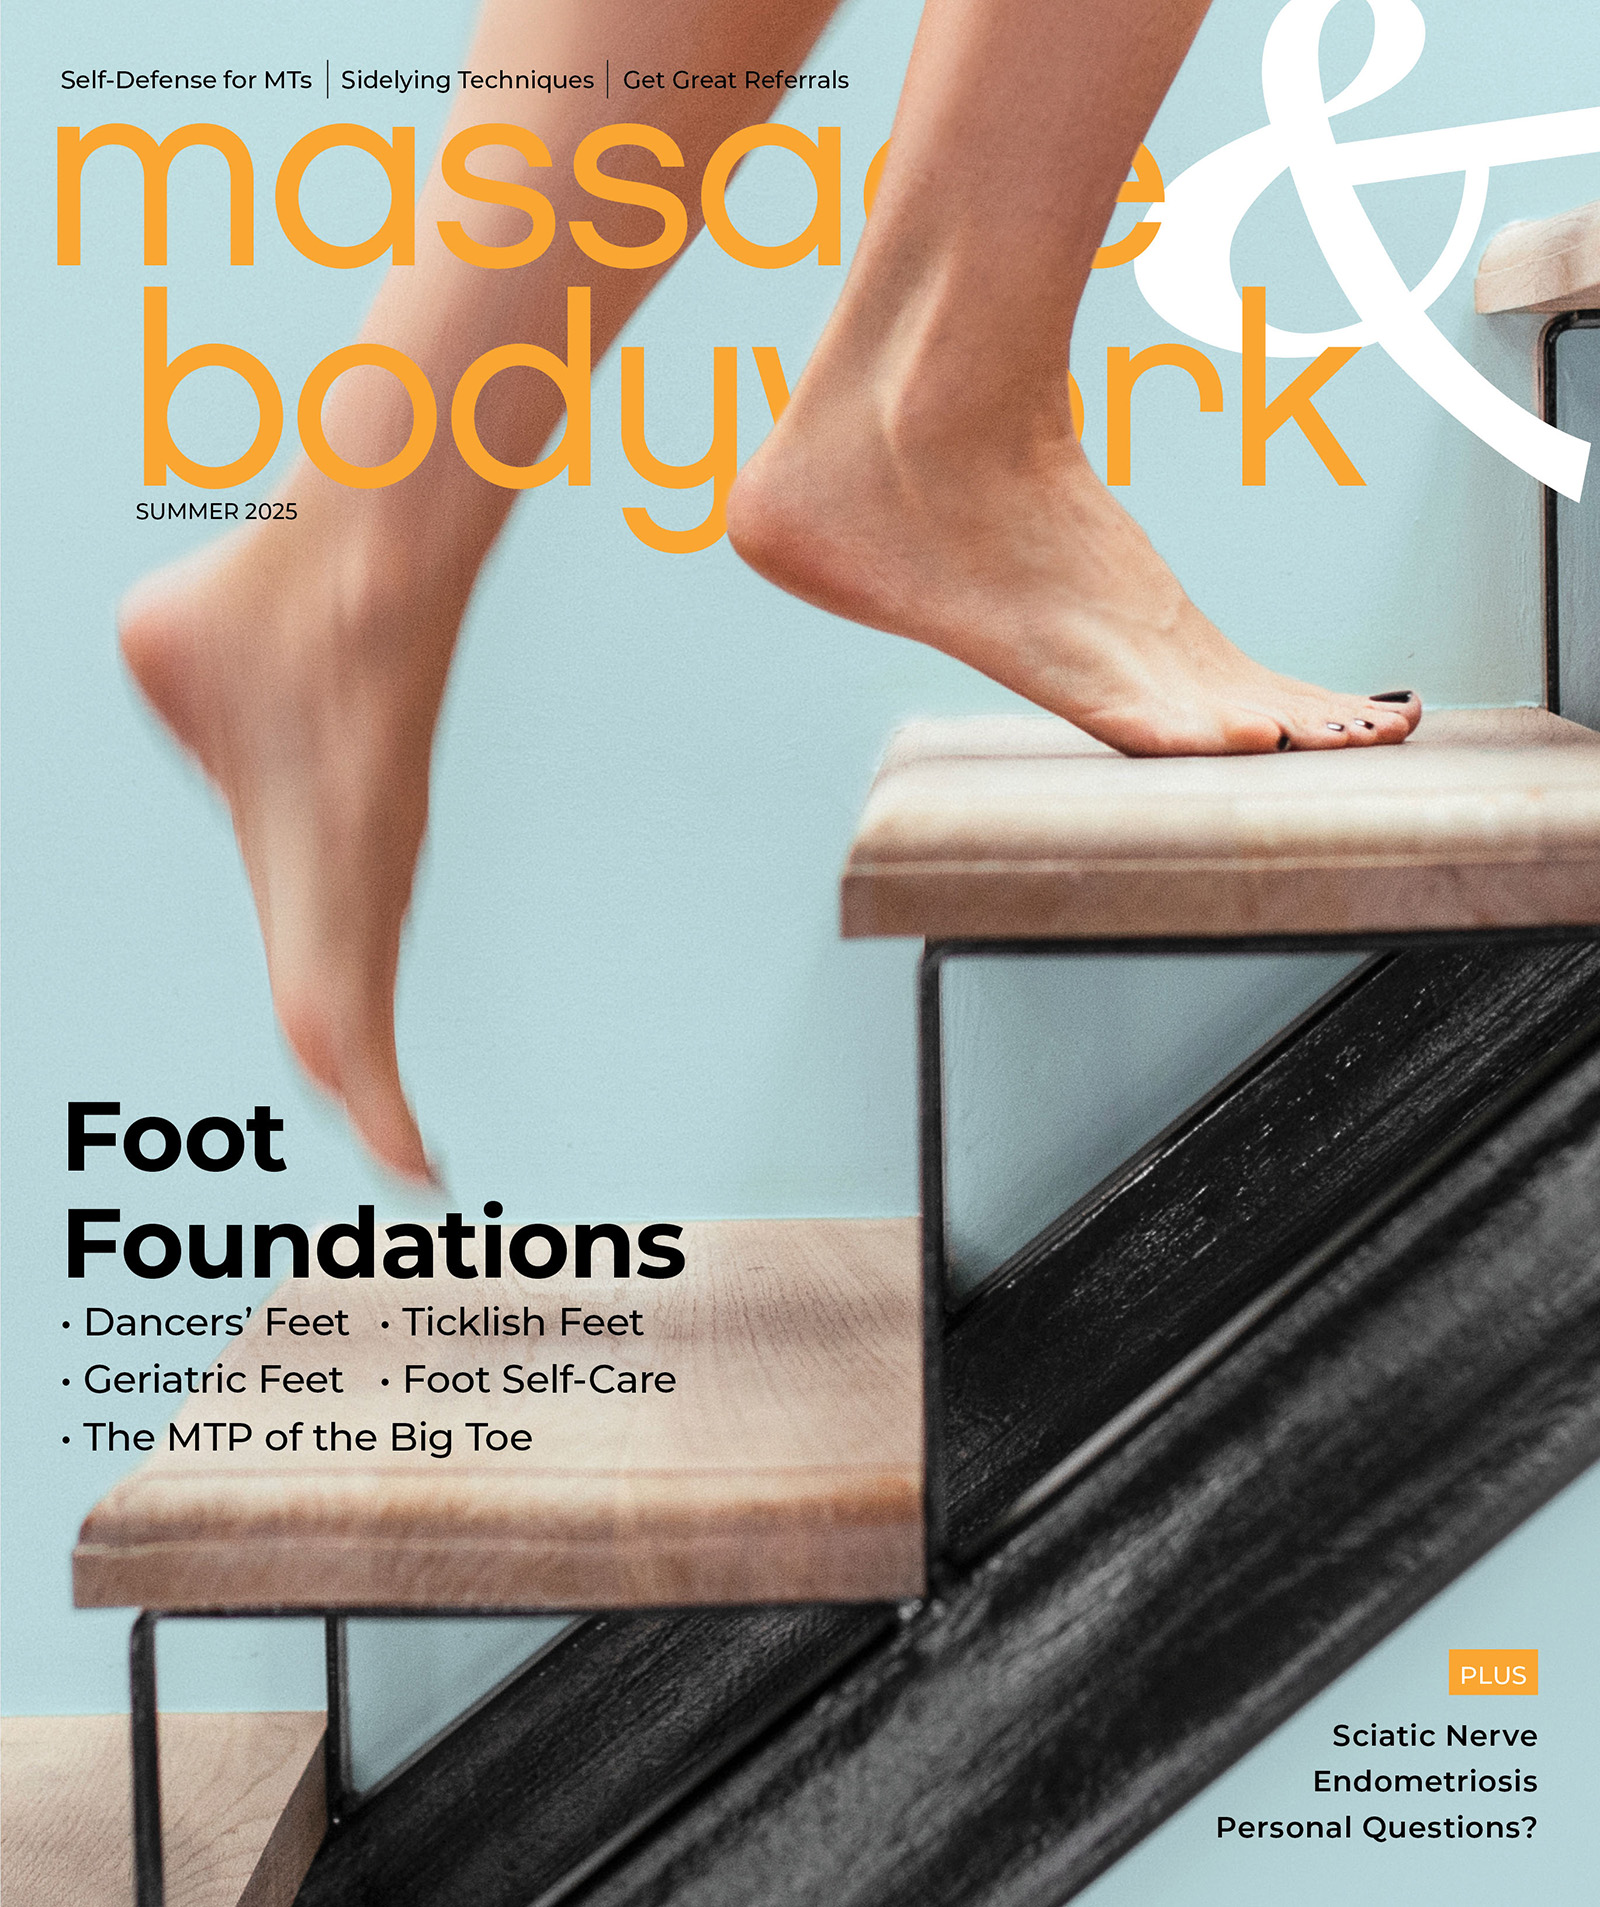 Self-Defense for MTs | Sidelying Techniques | Get Great Referrals
massage &
bodywork
SUMMER 2025
Foot
Foundations
• Dancers’ Feet • Ticklish Feet
• Geriatric Feet • Foot Self-Care
• The MTP of the Big Toe
PLUS
Sciatic Nerve
Endometriosis
Personal Questions?